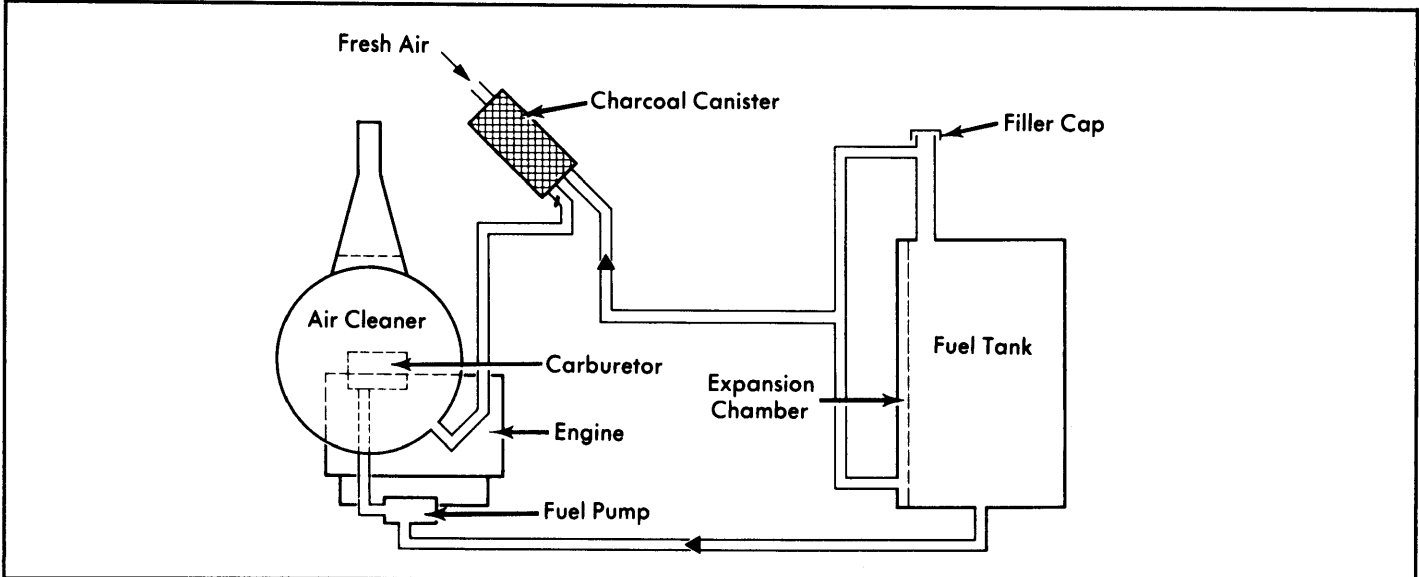 Fresh Air
Charcoal Canister
Filler Cap
Air Cleaner
Fuel Tank
Carburetor
Expansion
Chamber
Engine
Fuel Pump